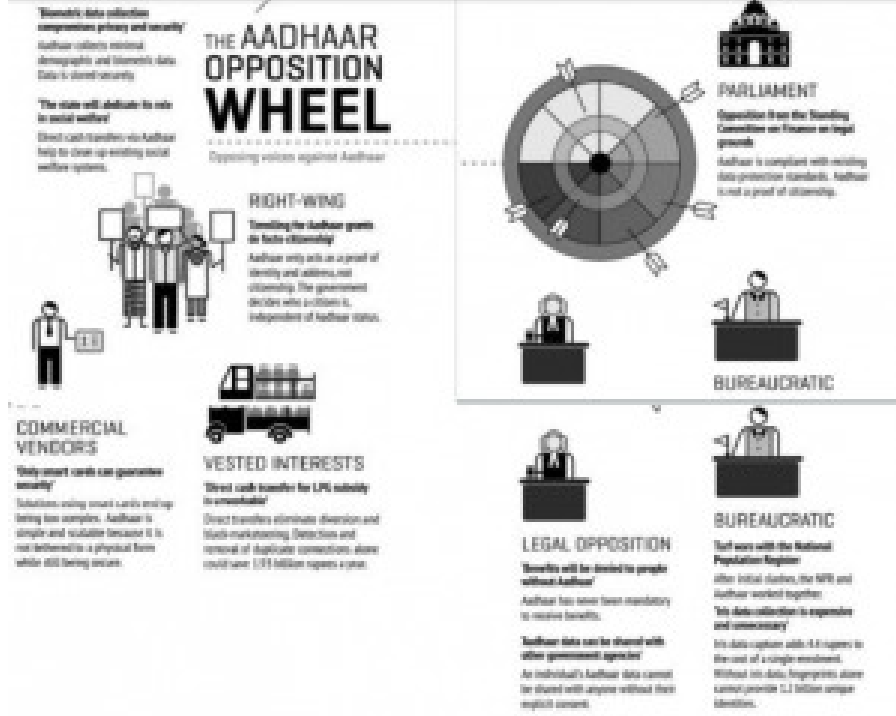 'Biometric data collection
compromises privacy and security'
Aadhaar collects minimal
demographic and biometric data.
Data is stored securely.
'The state will abdicate its role
in social welfare'
Direct cash transfers via Aadhaar
help to clean up existing social
welfare systems.
THE AADHAAR
OPPOSITION
WHEEL
Opposing voices against Aadhaar
RIGHT-WING
'Enrolling for Aadhaar grants
de facto citizenship'
Aadhaar only acts as a proof of
identity and address, not
citizenship. The government
decides who a citizen is,
independent of Aadhaar status.
COMMERCIAL
VENDORS
'Only smart cards can guarantee
security'
Solutions using smart cards end up
being too complex. Aadhaar is
simple and scalable because it is
not tethered to a physical form
while still being secure.
VESTED INTERESTS
'Direct cash transfer for LPG subsidy
is unworkable'
Direct transfers eliminate diversion and
black-marketeering. Detection and
removal of duplicate connections alone
could save rupees a year.
PARLIAMENT
Opposition from the Standing
Committee on Finance on legal
grounds
Aadhaar is compliant with existing
data protection standards. Aadhaar
is not a proof of citizenship.
BUREAUCRATIC
LEGAL OPPOSITION
'Benefits will be denied to people
without Aadhaar'
Aadhaar has never been mandatory
to receive benefits.
'Aadhaar data can be shared with
other government agencies'
An individual's Aadhaar data cannot
be shared with anyone without their
explicit consent.
BUREAUCRATIC
Turf wars with the National
Population Register
After initial clashes, the NPR and
Aadhaar worked together.
'Iris data collection is expensive
and unnecessary'
Iris data capture adds rupees to
the cost of a single enrolment.
Without iris data, fingerprints alone
cannot provide 1.2 billion unique
identities.